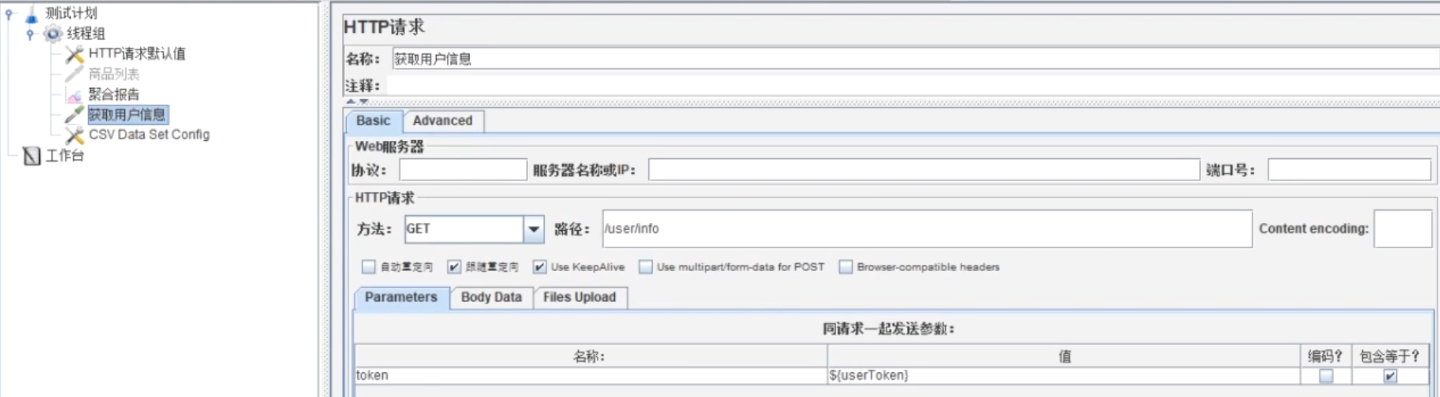 测试计划
线程组
HTTP请求默认值
商品列表
聚合报告
获取用户信息
CSV Data Set Config
工作台
HTTP请求
名称： 获取用户信息
注释：
Basic Advanced
Web服务器
协议： 服务器名称或IP： 端口号：
HTTP请求
方法： GET 路径： /user/info Content encoding:
自动重定向 跟随重定向 Use KeepAlive Use multipart/form-data for POST Browser-compatible headers
Parameters Body Data Files Upload
同请求一起发送参数：
名称： 值 编码？ 包含等于？
token ${userToken}